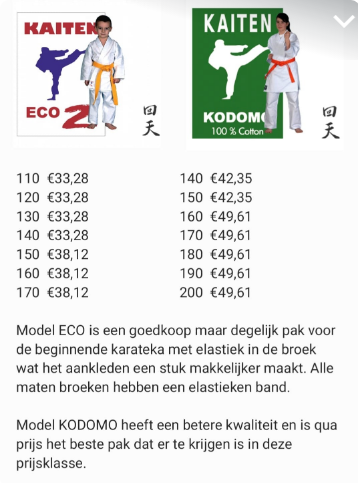 KAITEN
ECO 2
回
天
KAITEN
KODOMO
100 % Cotton
回
天
110 €33,28
120 €33,28
130 €33,28
140 €33,28
150 €38,12
160 €38,12
170 €38,12
140 €42,35
150 €42,35
160 €49,61
170 €49,61
180 €49,61
190 €49,61
200 €49,61
Model ECO is een goedkoop maar degelijk pak voor
de beginnende karateka met elastiek in de broek
wat het aankleden een stuk makkelijker maakt. Alle
maten broeken hebben een elastieken band.
Model KODOMO heeft een betere kwaliteit en is qua
prijs het beste pak dat er te krijgen is in deze
prijsklasse.